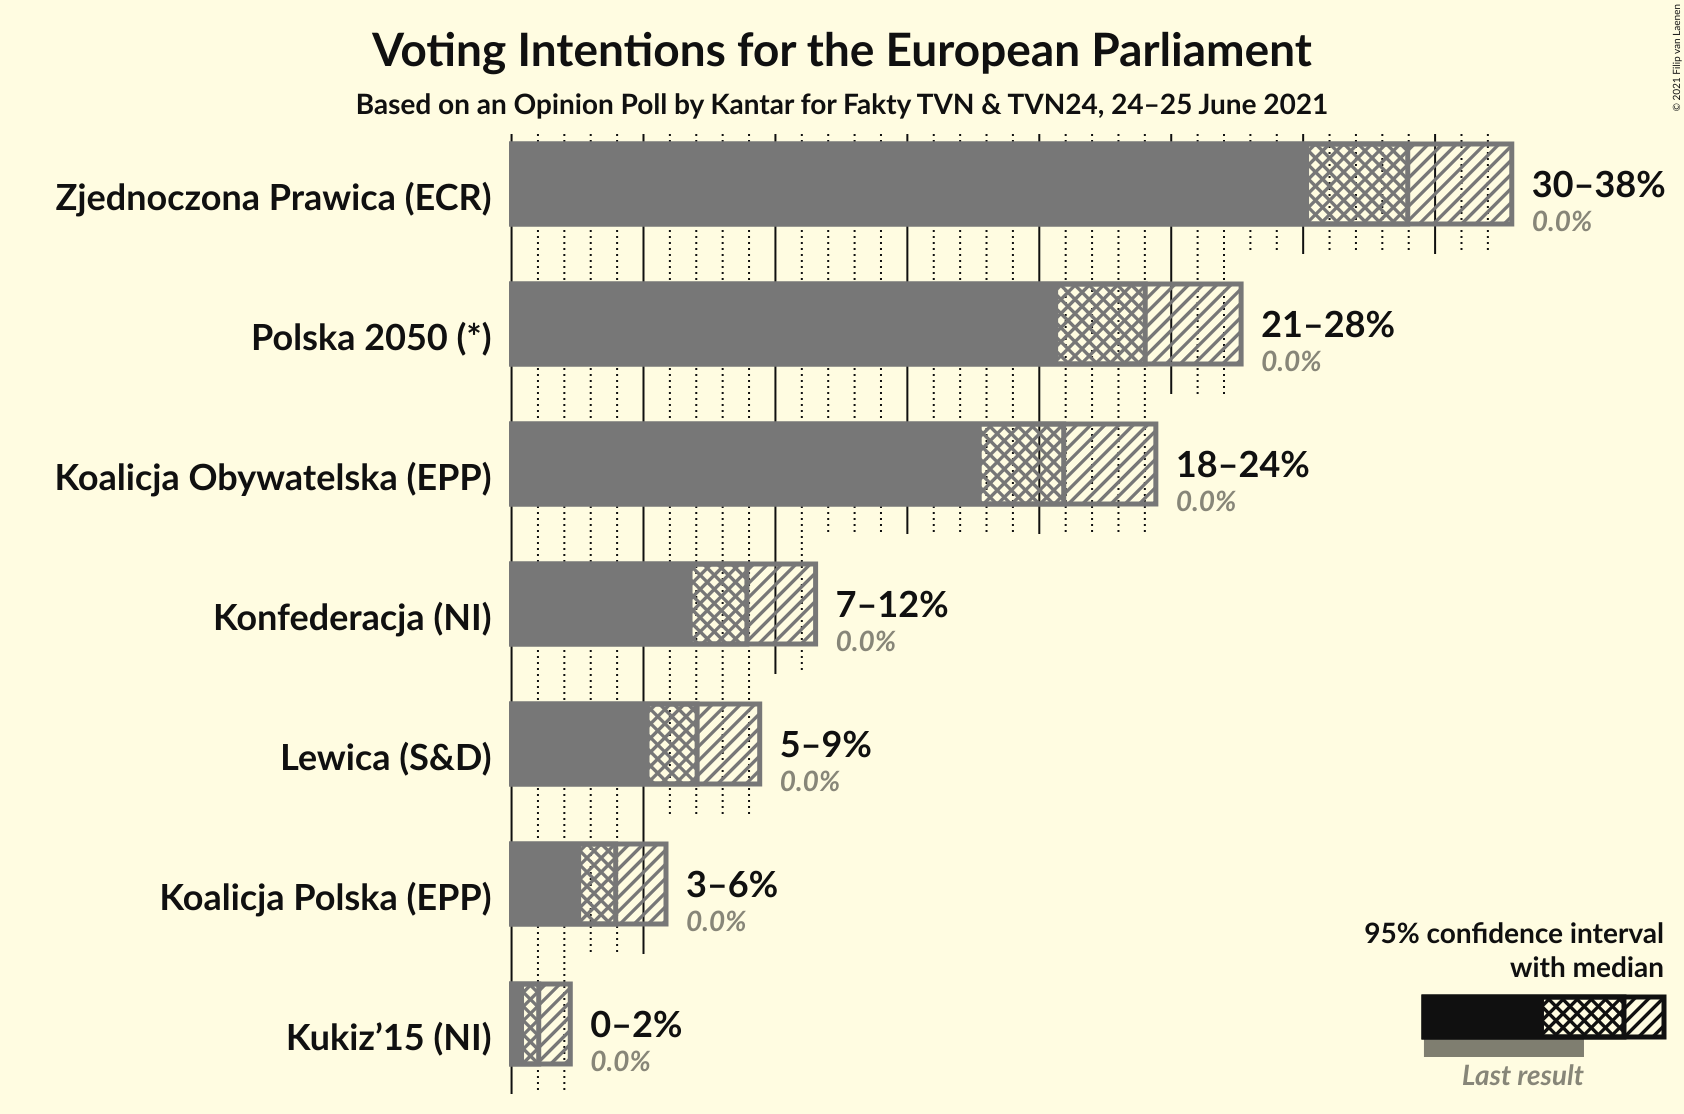 Voting Intentions for the European Parliament
Based on an Opinion Poll by Kantar for Fakty TVN & TVN24, 24–25 June 2021
© 2021 Filip van Laenen
Zjednoczona Prawica (ECR)
30–38%
0.0%
Polska 2050 (*)
21–28%
0.0%
Koalicja Obywatelska (EPP)
18–24%
0.0%
Konfederacja (NI)
7–12%
0.0%
Lewica (S&D)
5–9%
0.0%
Koalicja Polska (EPP)
3–6%
0.0%
Kukiz’15 (NI)
0–2%
0.0%
95% confidence interval
with median
Last result